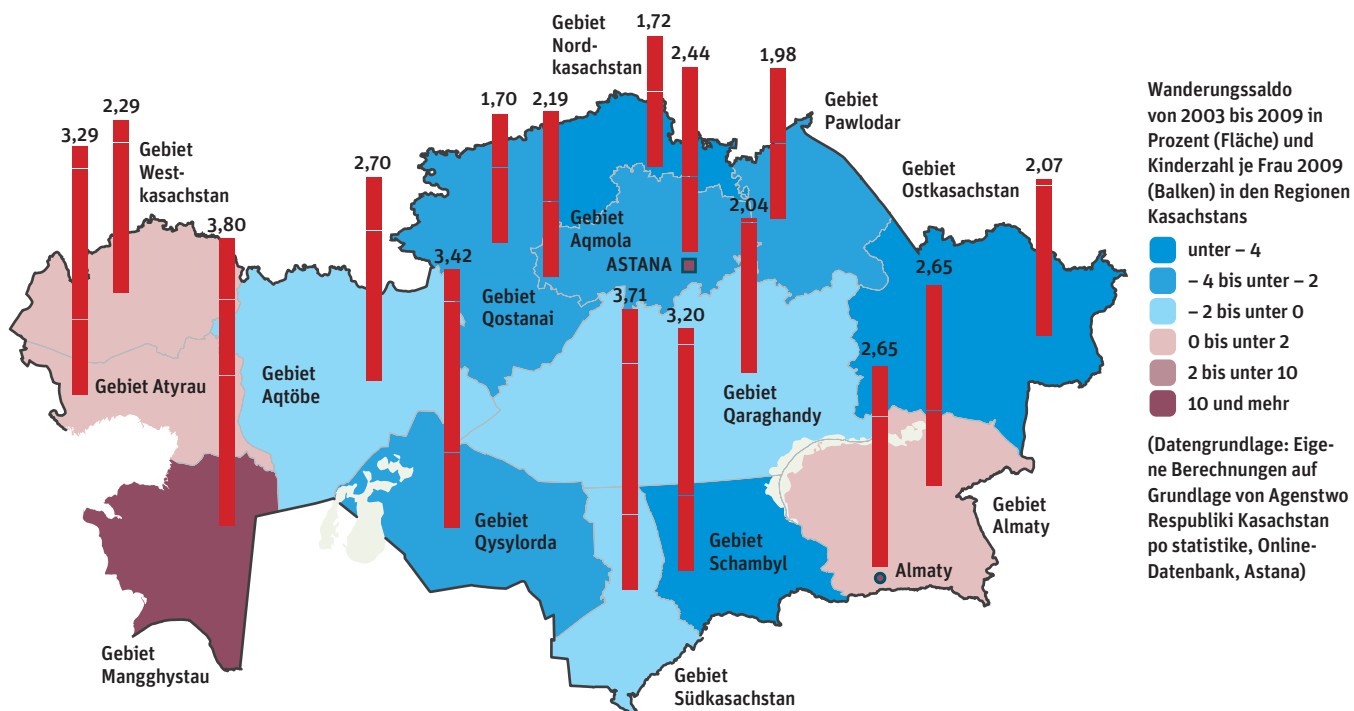 1,72
Gebiet
Nord-
kasachstan
2,44
1,98
2,29
3,29
Gebiet
West-
kasachstan
1,70
2,19
Gebiet
Pawlodar
2,70
Gebiet
Ostkasachstan
2,07
3,80
2,04
Gebiet
Aqmola
3,42
ASTANA
2,65
Gebiet
Qostanai
3,71
3,20
2,65
Gebiet Atyrau
Gebiet
Aqtöbe
Gebiet
Qaraghandy
Gebiet
Almaty
Gebiet
Qysylorda
Gebiet
Schambyl
Almaty
Gebiet
Mangghystau
Gebiet
Südkasachstan
Wanderungssaldo
von 2003 bis 2009 in
Prozent (Fläche) und
Kinderzahl je Frau 2009
(Balken) in den Regionen
Kasachstans
unter – 4
– 4 bis unter – 2
– 2 bis unter 0
0 bis unter 2
2 bis unter 10
10 und mehr
(Datengrundlage: Eige-
ne Berechnungen auf
Grundlage von Agenstwo
Respubliki Kasachstan
po statistike, Online-
Datenbank, Astana)